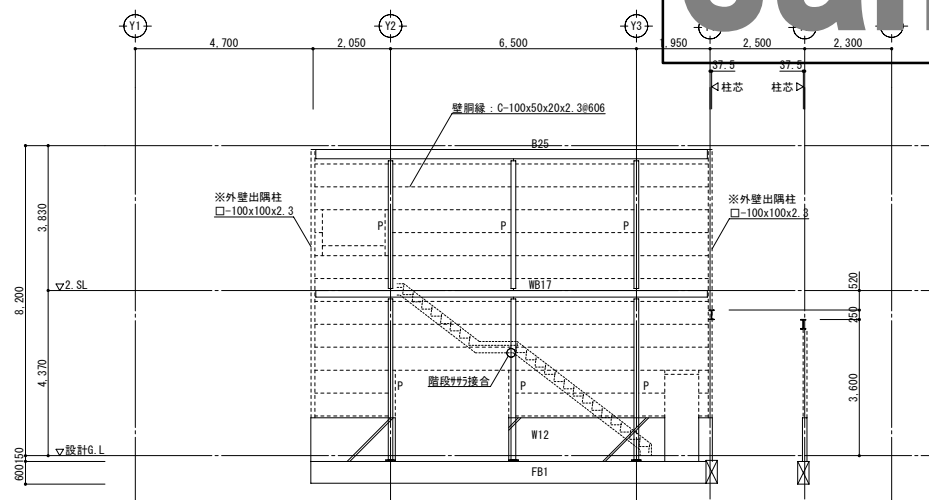 Y1
Y2
Y3
4,700
2,050
6,500
1,950
2,500
2,300
37.5
37.5
柱芯
柱芯
壁胴縁：C-100x50x20x2.3@606
B25
※外壁出隅柱
□-100x100x2.3
※外壁出隅柱
□-100x100x2.3
P
P
P
3,830
8,200
▽2.SL
WB17
520
250
4,370
3,600
階段ｻｻﾗ接合
P
P
P
W12
▽設計G.L
150
600
FB1